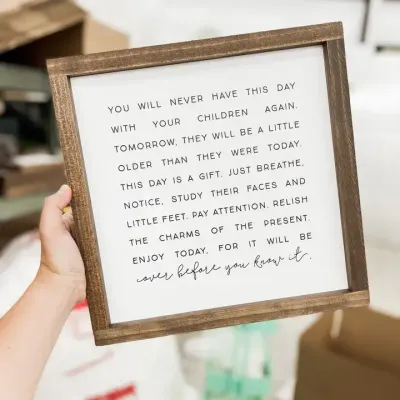 YOU WILL NEVER HAVE THIS DAY
WITH YOUR CHILDREN AGAIN.
TOMORROW, THEY WILL BE A LITTLE
OLDER THAN THEY WERE TODAY.
THIS DAY IS A GIFT. JUST BREATHE,
NOTICE, STUDY THEIR FACES AND
LITTLE FEET. PAY ATTENTION. RELISH
THE CHARMS OF THE PRESENT.
ENJOY TODAY, FOR IT WILL BE
over before you know it.